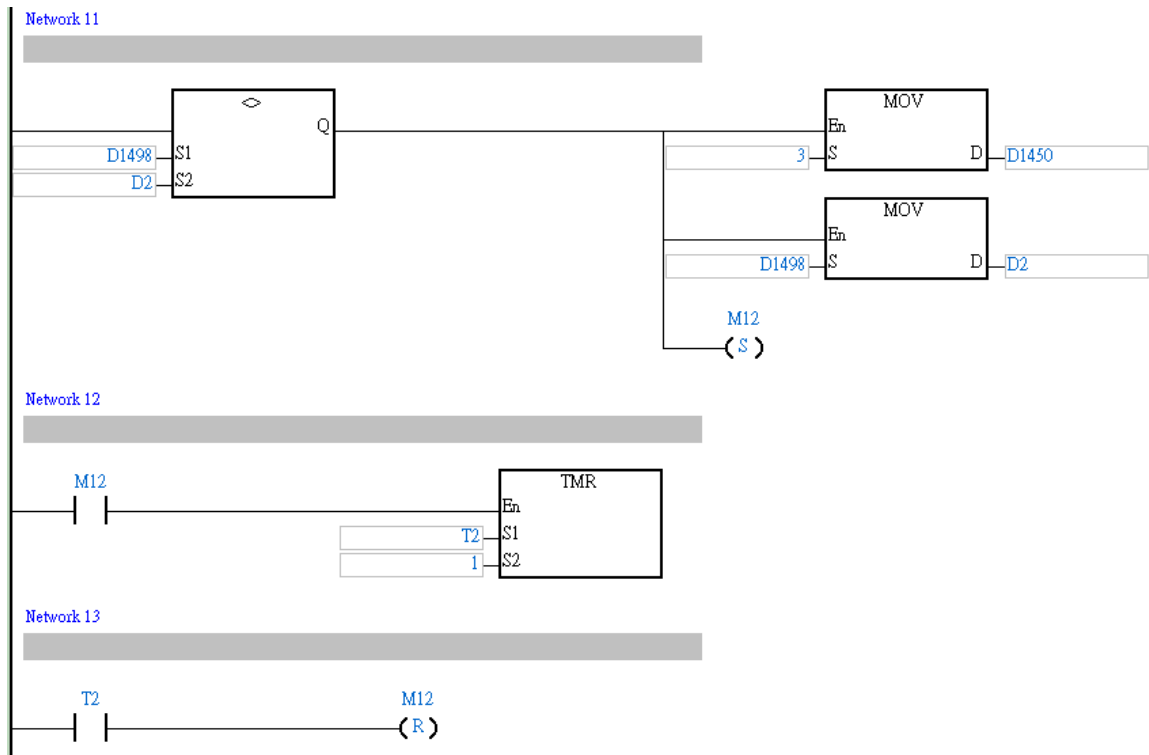 Network 11
<>
MOV
Q
En
D1498 S1
3 S D D1450
D2 S2
MOV
En
D1498 S D D2
M12
( S )
Network 12
M12
TMR
En
T2 S1
1 S2
Network 13
T2
M12
( R )